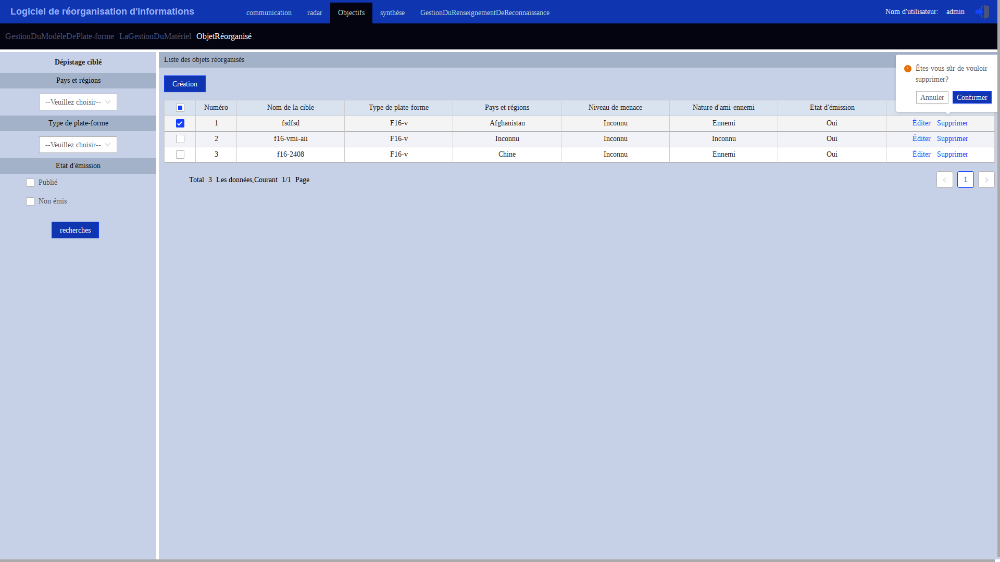 Logiciel de réorganisation d'informations
communication radar Objectifs synthèse GestionDuRenseignementDeReconnaissance
Nom d'utilisateur: admin
GestionDuModèleDePlate-forme LaGestionDuMatériel ObjetRéorganisé
Dépistage ciblé
Pays et régions
--Veuillez choisir--
Type de plate-forme
--Veuillez choisir--
Etat d'émission
Publié
Non émis
recherches
Liste des objets réorganisés
Création
Êtes-vous sûr de vouloir
supprimer?
Annuler Confirmer
Numéro Nom de la cible Type de plate-forme Pays et régions Niveau de menace Nature d'ami-ennemi Etat d'émission
1 fsdfsd F16-v Afghanistan Inconnu Ennemi Oui Éditer Supprimer
2 f16-vmi-aii F16-v Inconnu Inconnu Inconnu Oui Éditer Supprimer
3 f16-2408 F16-v Chine Inconnu Ennemi Oui Éditer Supprimer
Total 3 Les données,Courant 1/1 Page
< 1 >